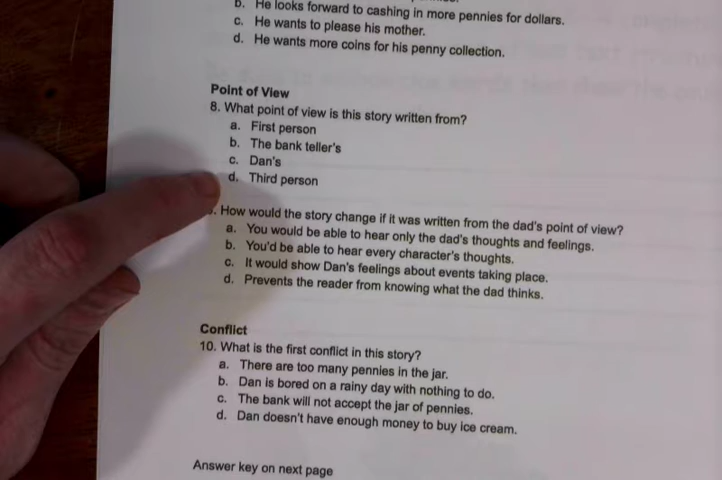 b. He looks forward to cashing in more pennies for dollars.
c. He wants to please his mother.
d. He wants more coins for his penny collection.
Point of View
8. What point of view is this story written from?
a. First person
b. The bank teller's
c. Dan's
d. Third person
. How would the story change if it was written from the dad's point of view?
a. You would be able to hear only the dad's thoughts and feelings.
b. You'd be able to hear every character's thoughts.
c. It would show Dan's feelings about events taking place.
d. Prevents the reader from knowing what the dad thinks.
Conflict
10. What is the first conflict in this story?
a. There are too many pennies in the jar.
b. Dan is bored on a rainy day with nothing to do.
c. The bank will not accept the jar of pennies.
d. Dan doesn't have enough money to buy ice cream.
Answer key on next page